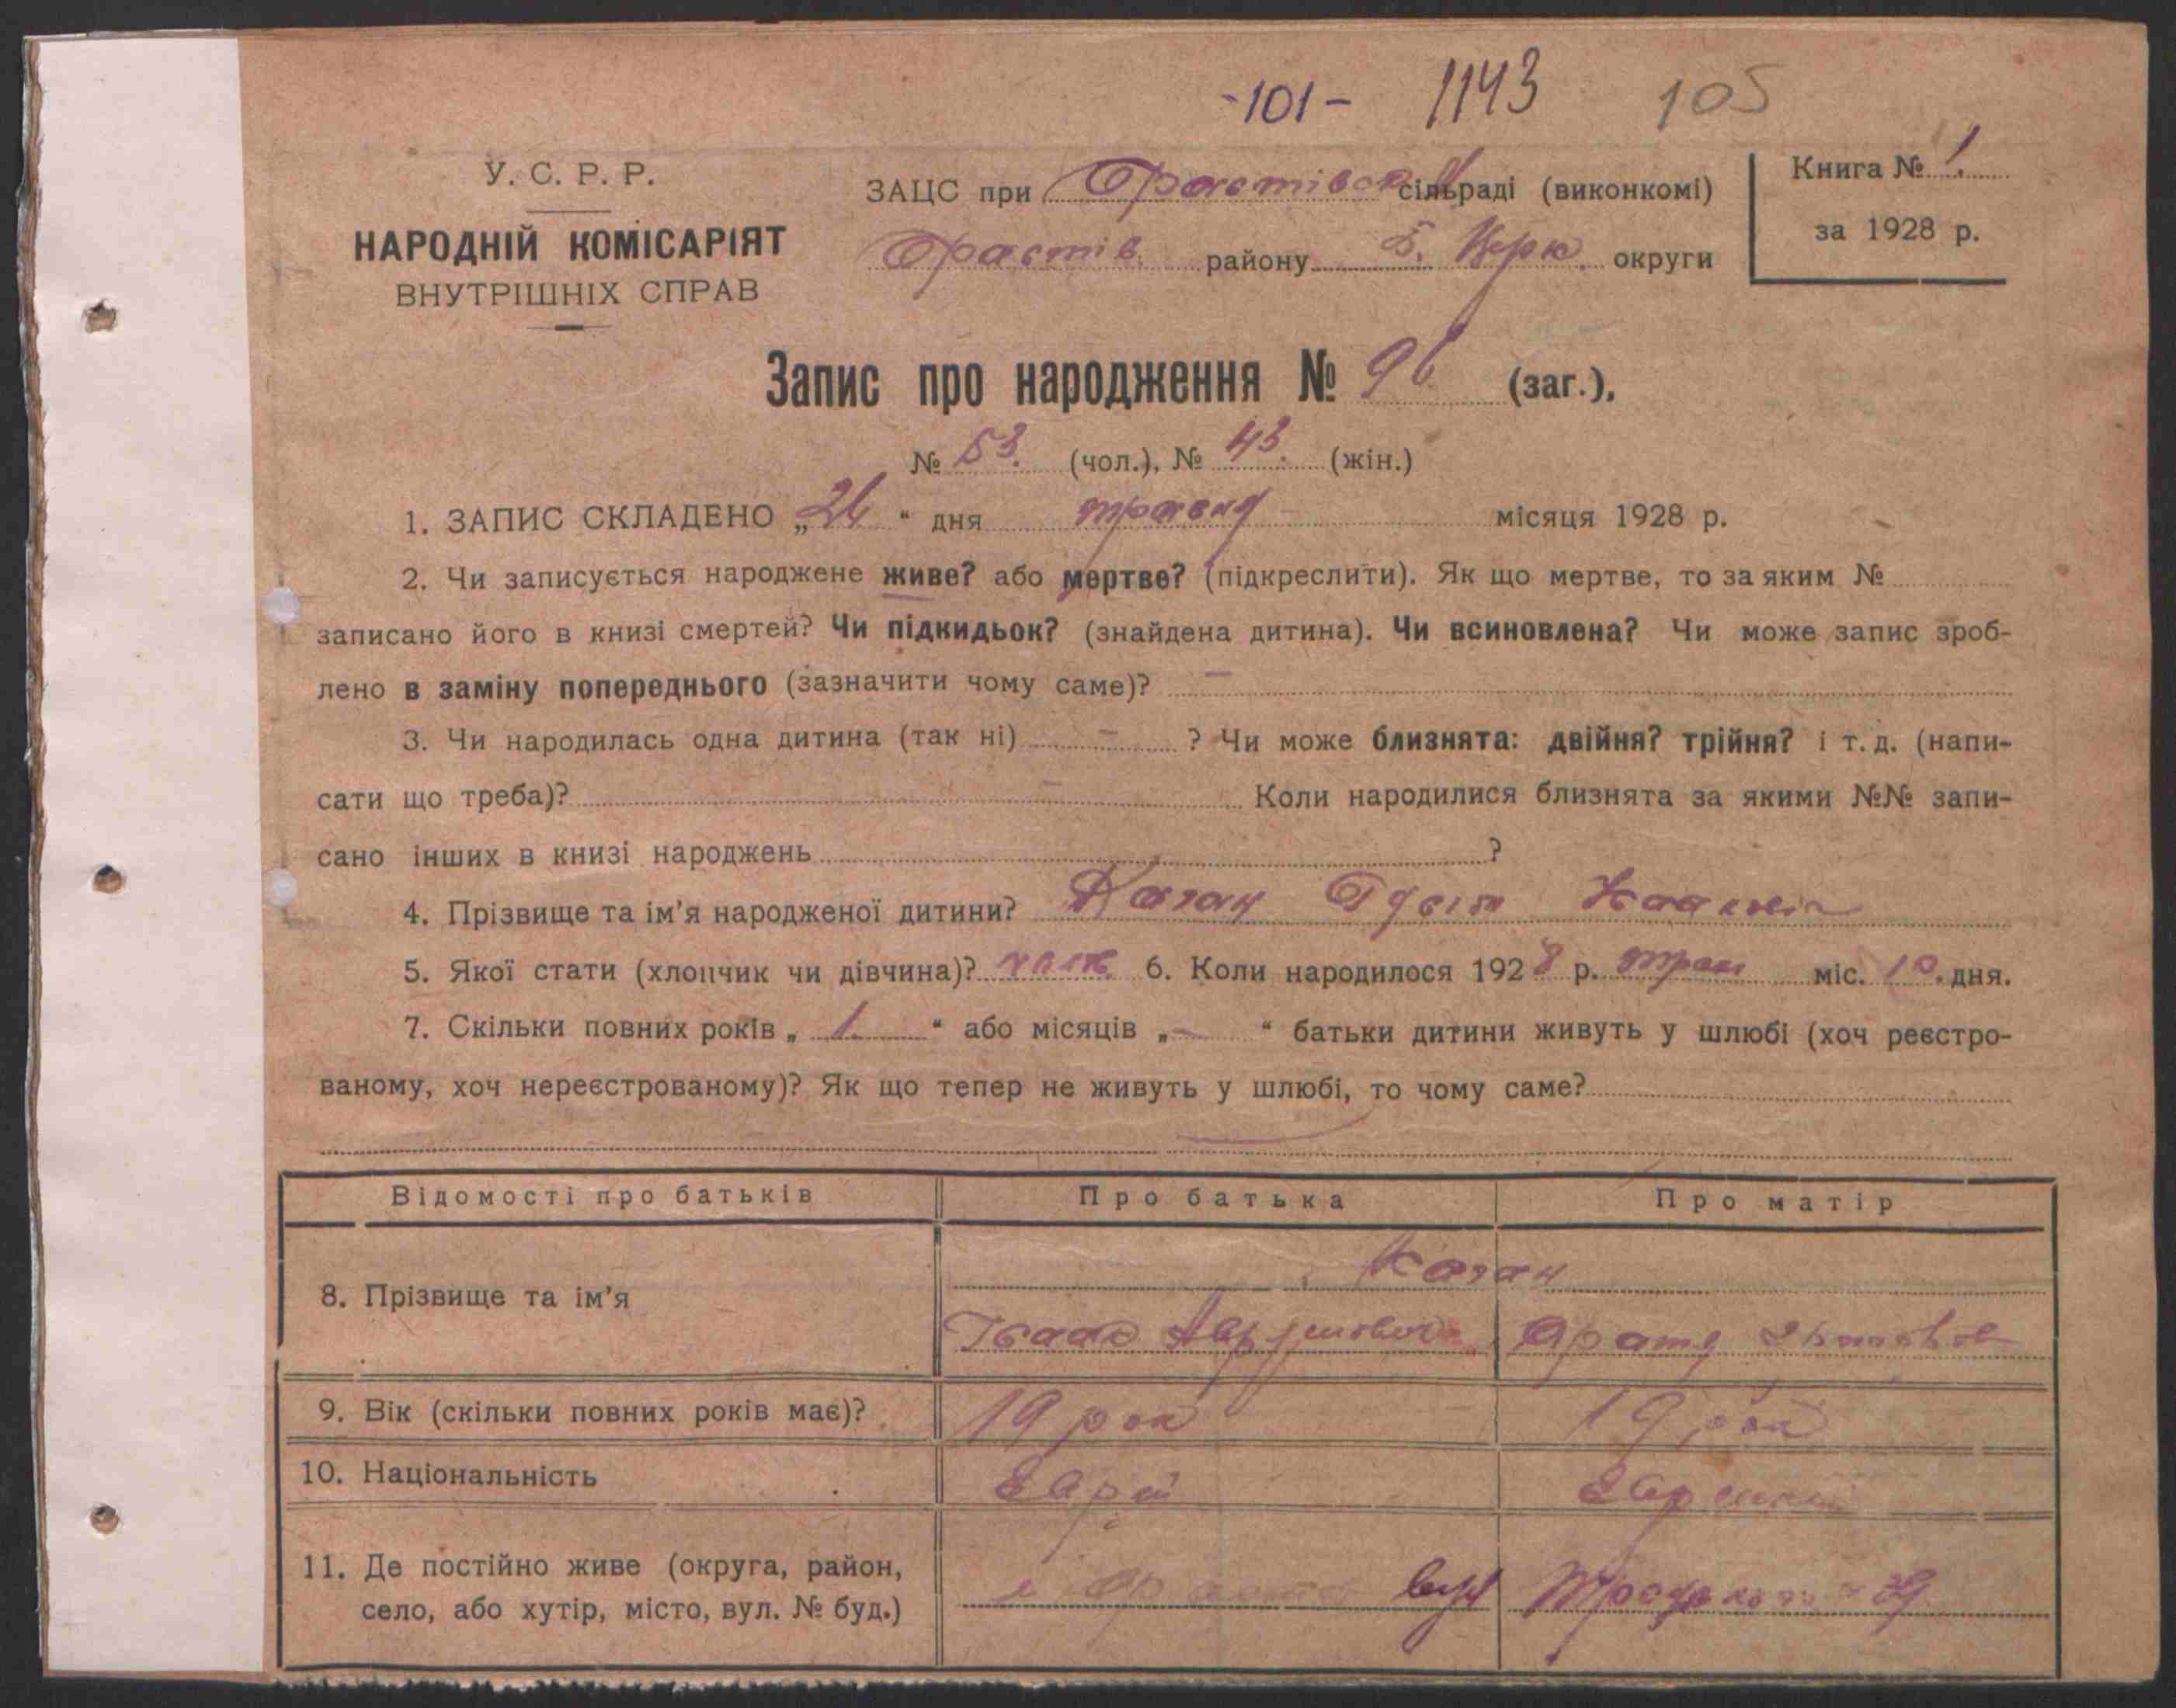 -101- 1143 105
У. С. Р. Р.
НАРОДНІЙ КОМІСАРІЯТ
ВНУТРІШНІХ СПРАВ
ЗАЦС при сільраді (виконкомі)
району Б. Церк. округи
Книга № 1.
за 1928 р.
Запис про народження № 96 (заг.),
№ 53. (чол.), № 43. (жін.)
1. ЗАПИС СКЛАДЕНО „ “ дня травня місяця 1928 р.
2. Чи записується народжене живе? або мертве? (підкреслити). Як що мертве, то за яким №
записано його в книзі смертей? Чи підкидьок? (знайдена дитина). Чи всиновлена? Чи може запис зроб-
лено в заміну попереднього (зазначити чому саме)? –
3. Чи народилась одна дитина (так ні) – ? Чи може близнята: двійня? трійня? і т. д. (напи-
сати що треба)? – Коли народилися близнята за якими №№ запи-
сано інших в книзі народжень ?
4. Прізвище та ім’я народженої дитини? Каган
5. Якої стати (хлопчик чи дівчина)? 6. Коли народилося 1928 р. трав міс. 10. дня.
7. Скільки повних років „ 1. “ або місяців „ – “ батьки дитини живуть у шлюбі (хоч реєстро-
ваному, хоч нереєстрованому)? Як що тепер не живуть у шлюбі, то чому саме?
Відомості про батьків Про батька Про матір
8. Прізвище та ім’я Каган
9. Вік (скільки повних років має)? 19 рок 19 рок
10. Національність Єврей
11. Де постійно живе (округа, район,
село, або хутір, місто, вул. № буд.) вул